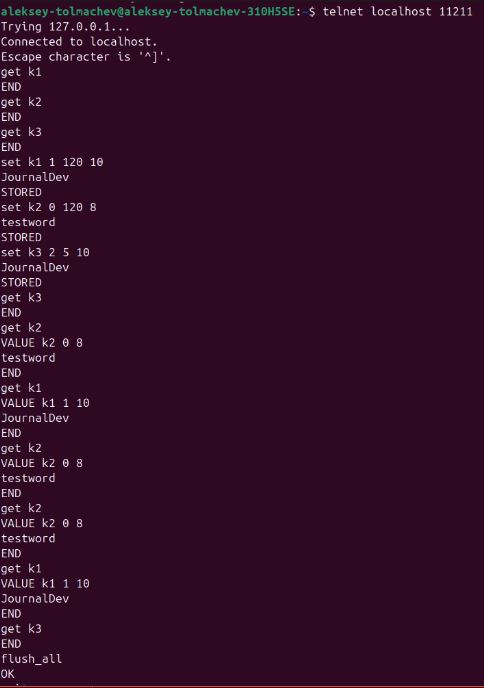 aleksey-tolmachev@aleksey-tolmachev-310H5SE:~$ telnet localhost 11211
Trying 127.0.0.1...
Connected to localhost.
Escape character is '^]'.
get k1
END
get k2
END
get k3
END
set k1 1 120 10
JournalDev
STORED
set k2 0 120 8
testword
STORED
set k3 2 5 10
JournalDev
STORED
get k3
END
get k2
VALUE k2 0 8
testword
END
get k1
VALUE k1 1 10
JournalDev
END
get k2
VALUE k2 0 8
testword
END
get k2
VALUE k2 0 8
testword
END
get k1
VALUE k1 1 10
JournalDev
END
get k3
END
flush_all
OK